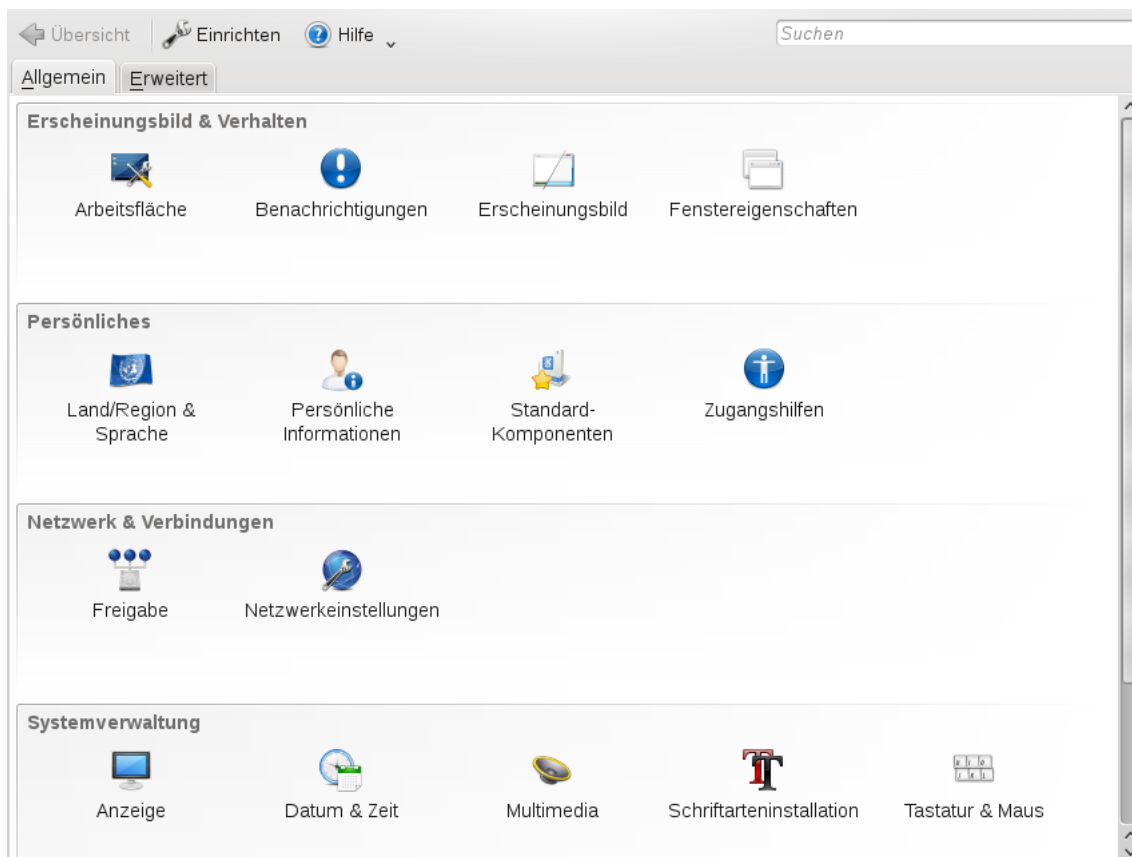 Übersicht Einrichten Hilfe Suchen
Allgemein Erweitert
Erscheinungsbild & Verhalten
Arbeitsfläche Benachrichtigungen Erscheinungsbild Fenstereigenschaften
Persönliches
Land/Region & Persönliche Standard- Zugangshilfen
Sprache Informationen Komponenten
Netzwerk & Verbindungen
Freigabe Netzwerkeinstellungen
Systemverwaltung
Anzeige Datum & Zeit Multimedia Schriftarteninstallation Tastatur & Maus